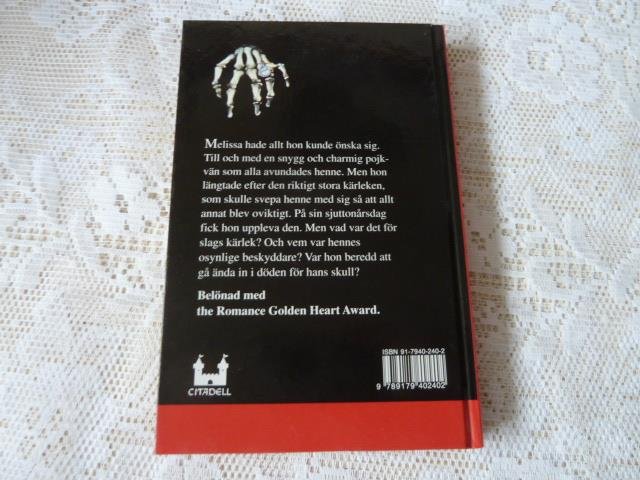 Melissa hade allt hon kunde önska sig.
Till och med en snygg och charmig pojk-
vän som alla avundades henne. Men hon
längtade efter den riktigt stora kärleken,
som skulle svepa henne med sig så att allt
annat blev oviktigt. På sin sjuttonårsdag
fick hon uppleva den. Men vad var det för
slags kärlek? Och vem var hennes
osynlige beskyddare? Var hon beredd att
gå ända in i döden för hans skull?
Belönad med
the Romance Golden Heart Award.
ISBN 91-7940-240-2
9 789179 402402
CITADELL